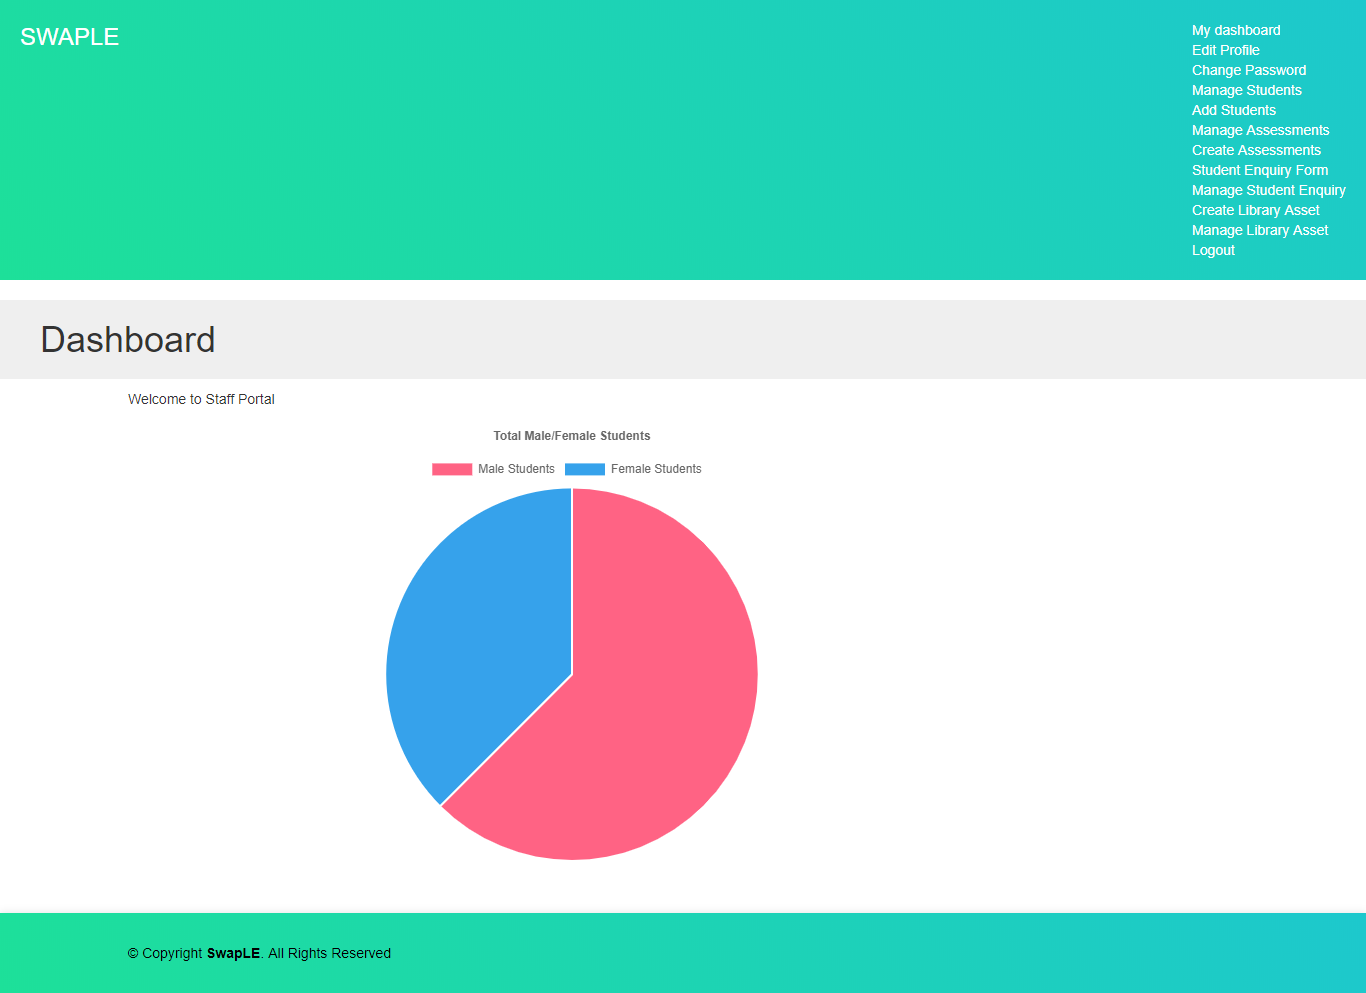 SWAPLE
My dashboard
Edit Profile
Change Password
Manage Students
Add Students
Manage Assessments
Create Assessments
Student Enquiry Form
Manage Student Enquiry
Create Library Asset
Manage Library Asset
Logout
Dashboard
Welcome to Staff Portal
Total Male/Female Students
Male Students Female Students
© Copyright SwapLE. All Rights Reserved